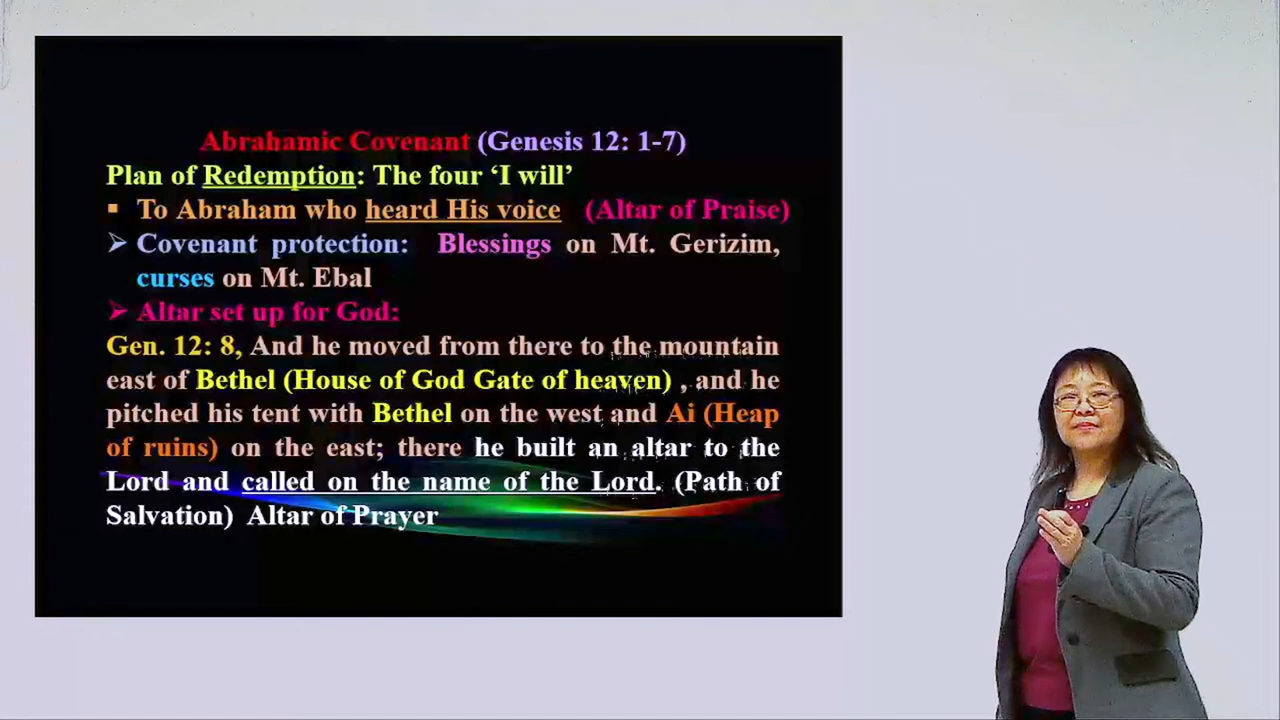 Abrahamic Covenant (Genesis 12: 1-7)
Plan of Redemption: The four ‘I will’
▪ To Abraham who heard His voice (Altar of Praise)
➢ Covenant protection: Blessings on Mt. Gerizim,
curses on Mt. Ebal
➢ Altar set up for God:
Gen. 12: 8, And he moved from there to the mountain
east of Bethel (House of God Gate of heaven) , and he
pitched his tent with Bethel on the west and Ai (Heap
of ruins) on the east; there he built an altar to the
Lord and called on the name of the Lord. (Path of
Salvation) Altar of Prayer